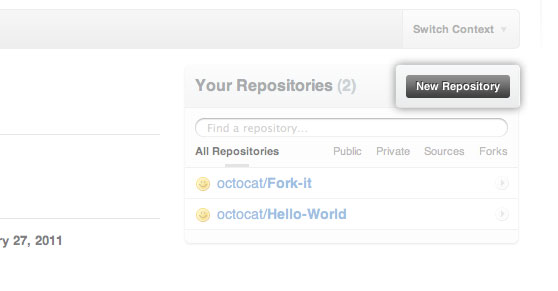 Switch Context
Your Repositories (2)
New Repository
Find a repository...
All Repositories Public Private Sources Forks
octocat/Fork-it
octocat/Hello-World
ry 27, 2011